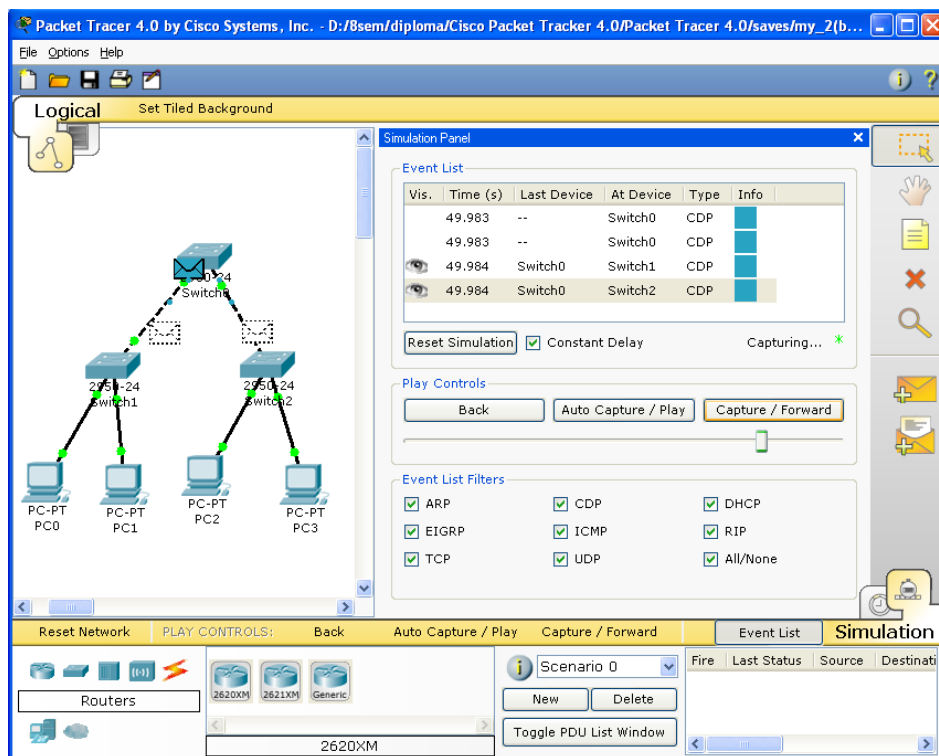 Packet Tracer 4.0 by Cisco Systems, Inc. - D:/8sem/diploma/Cisco Packet Tracker 4.0/Packet Tracer 4.0/saves/my_2(b...
File Options Help
Logical Set Tiled Background
Simulation Panel
Event List
Vis. Time (s) Last Device At Device Type Info
49.983 -- Switch0 CDP
49.983 -- Switch0 CDP
49.984 Switch0 Switch1 CDP
49.984 Switch0 Switch2 CDP
Reset Simulation Constant Delay Capturing... *
Play Controls
Back Auto Capture / Play Capture / Forward
Event List Filters
ARP CDP DHCP
EIGRP ICMP RIP
TCP UDP All/None
Switch0
2950-24
Switch1
2950-24
Switch2
PC-PT
PC0
PC-PT
PC1
PC-PT
PC2
PC-PT
PC3
Reset Network PLAY CONTROLS: Back Auto Capture / Play Capture / Forward Event List Simulation
Routers
2620XM 2621XM Generic
2620XM
Scenario 0
New Delete
Toggle PDU List Window
Fire Last Status Source Destinati